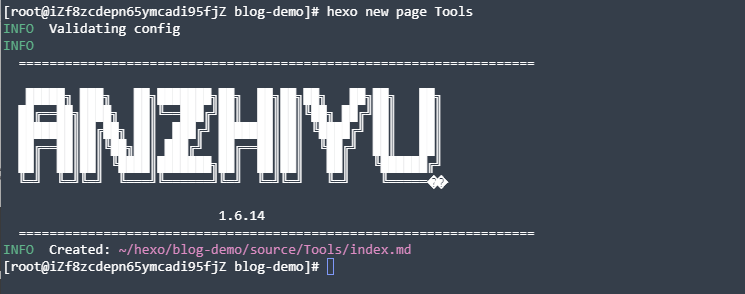 [root@iZf8zcdepn65ymcadi95fjZ blog-demo]# hexo new page Tools
INFO  Validating config
INFO
===================================================================
ANZHIYU
1.6.14
===================================================================
INFO  Created: ~/hexo/blog-demo/source/Tools/index.md
[root@iZf8zcdepn65ymcadi95fjZ blog-demo]#